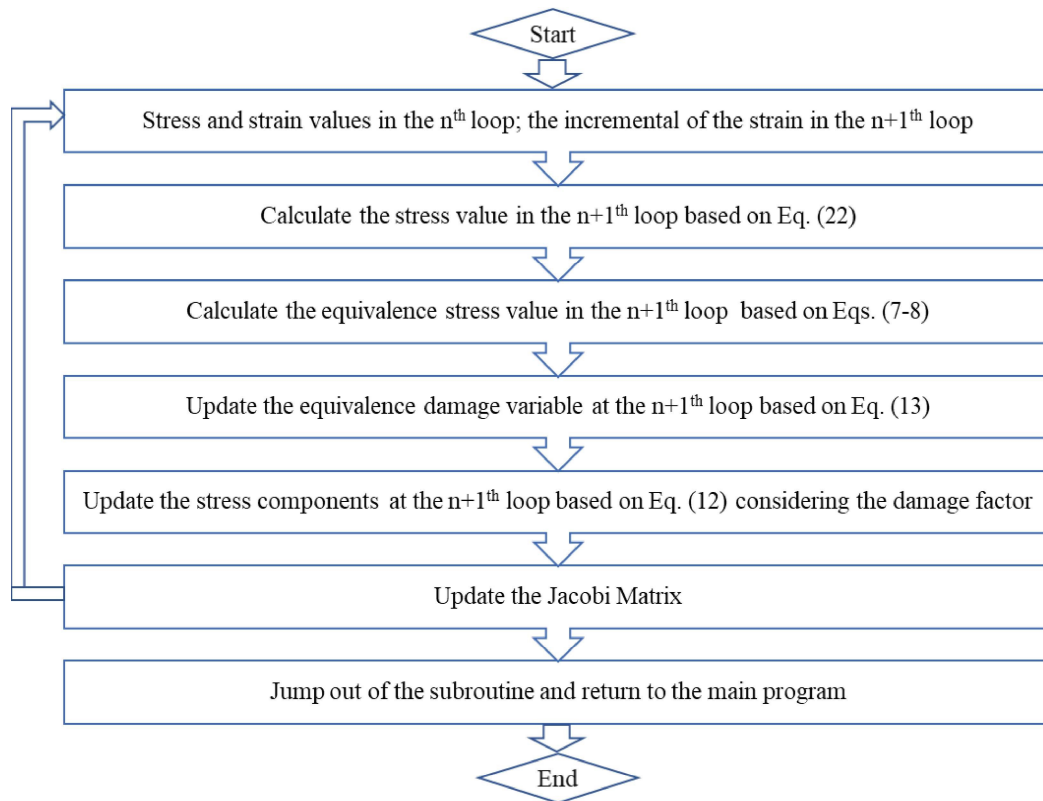 Start
Stress and strain values in the nth loop; the incremental of the strain in the n+1th loop
Calculate the stress value in the n+1th loop based on Eq. (22)
Calculate the equivalence stress value in the n+1th loop based on Eqs. (7-8)
Update the equivalence damage variable at the n+1th loop based on Eq. (13)
Update the stress components at the n+1th loop based on Eq. (12) considering the damage factor
Update the Jacobi Matrix
Jump out of the subroutine and return to the main program
End